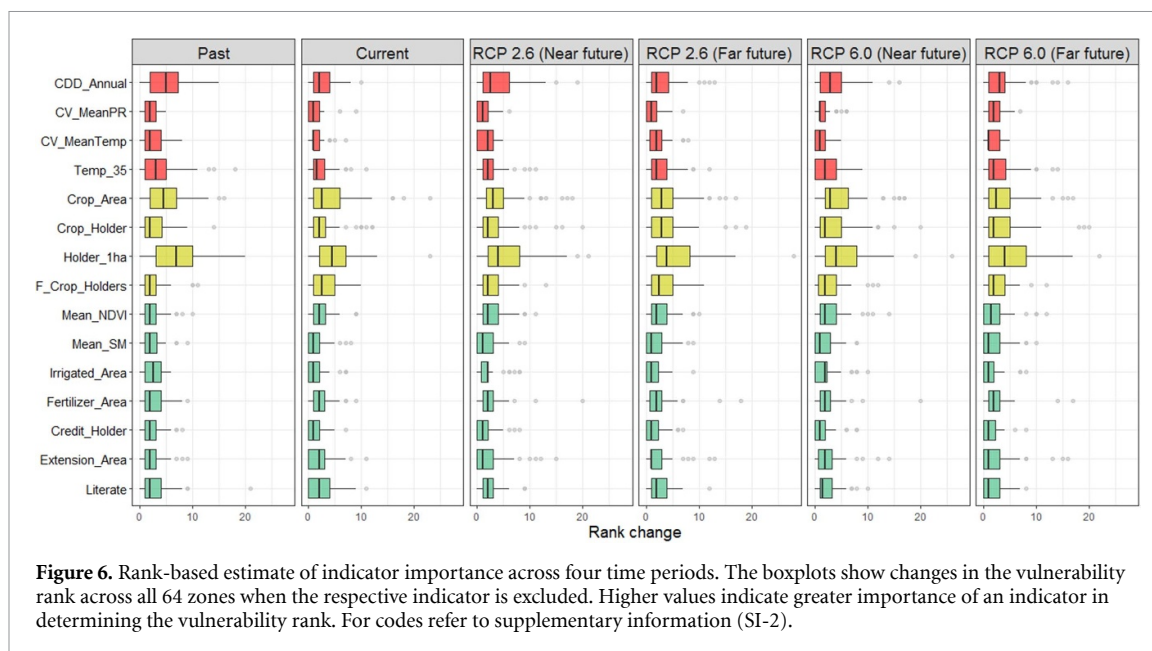 Past Current RCP 2.6 (Near future) RCP 2.6 (Far future) RCP 6.0 (Near future) RCP 6.0 (Far future)
CDD_Annual
CV_MeanPR
CV_MeanTemp
Temp_35
Crop_Area
Crop_Holder
Holder_1ha
F_Crop_Holders
Mean_NDVI
Mean_SM
Irrigated_Area
Fertilizer_Area
Credit_Holder
Extension_Area
Literate
0 10 20 0 10 20 0 10 20 0 10 20 0 10 20 0 10 20
Rank change
Figure 6. Rank-based estimate of indicator importance across four time periods. The boxplots show changes in the vulnerability
rank across all 64 zones when the respective indicator is excluded. Higher values indicate greater importance of an indicator in
determining the vulnerability rank. For codes refer to supplementary information (SI-2).